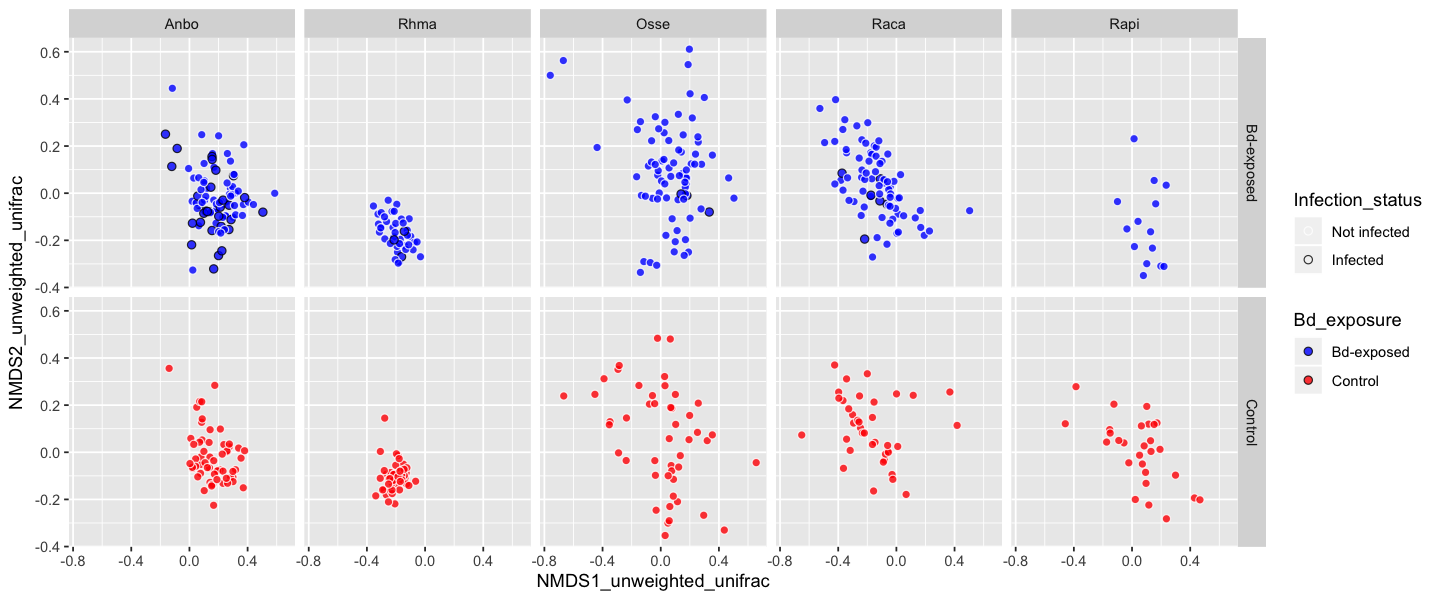 Anbo Rhma Osse Raca Rapi
0.6
0.4
0.2
0.0
-0.2
-0.4
Bd-exposed
0.6
0.4
0.2
0.0
-0.2
-0.4
Control
-0.8 -0.4 0.0 0.4 -0.8 -0.4 0.0 0.4 -0.8 -0.4 0.0 0.4 -0.8 -0.4 0.0 0.4 -0.8 -0.4 0.0 0.4
NMDS1_unweighted_unifrac
NMDS2_unweighted_unifrac
Infection_status
Not infected
Infected
Bd_exposure
Bd-exposed
Control